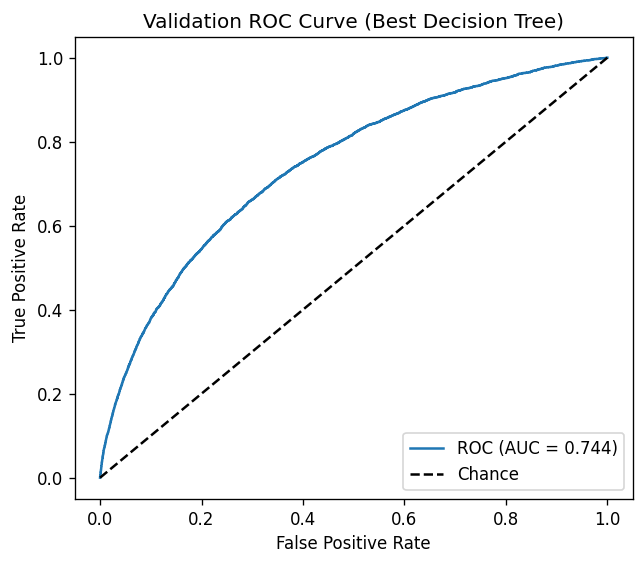 Validation ROC Curve (Best Decision Tree)
True Positive Rate
1.0
0.8
0.6
0.4
0.2
0.0
0.0 0.2 0.4 0.6 0.8 1.0
False Positive Rate
ROC (AUC = 0.744)
Chance